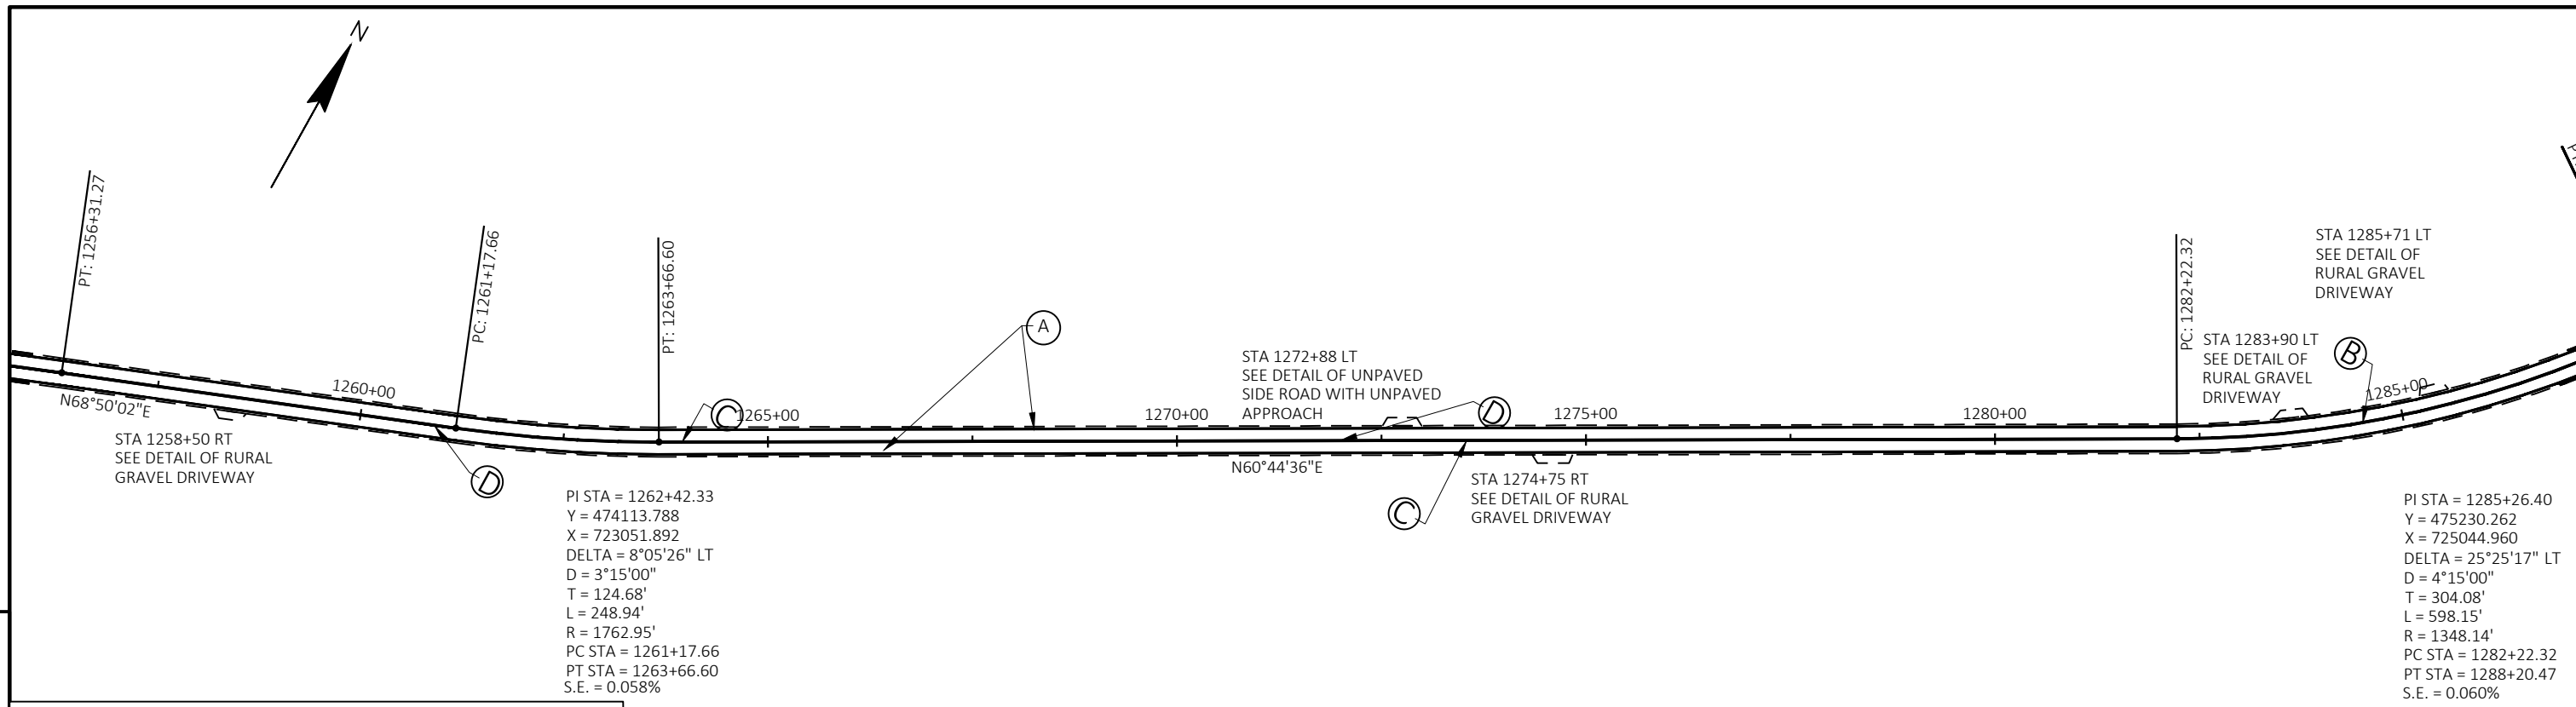 N
PT: 1256+31.27
PC: 1261+17.66
PT: 1263+66.60
PC: 1282+22.32
STA 1285+71 LT
SEE DETAIL OF
RURAL GRAVEL
DRIVEWAY
A
STA 1283+90 LT
SEE DETAIL OF
RURAL GRAVEL
DRIVEWAY
B
STA 1272+88 LT
SEE DETAIL OF UNPAVED
SIDE ROAD WITH UNPAVED
APPROACH
1260+00
C
1265+00
1270+00
D
1275+00
1280+00
1285+00
N68°50'02"E
STA 1258+50 RT
SEE DETAIL OF RURAL
GRAVEL DRIVEWAY
D
N60°44'36"E
C
STA 1274+75 RT
SEE DETAIL OF RURAL
GRAVEL DRIVEWAY
PI STA = 1262+42.33
Y = 474113.788
X = 723051.892
DELTA = 8°05'26" LT
D = 3°15'00"
T = 124.68'
L = 248.94'
R = 1762.95'
PC STA = 1261+17.66
PT STA = 1263+66.60
S.E. = 0.058%
PI STA = 1285+26.40
Y = 475230.262
X = 725044.960
DELTA = 25°25'17" LT
D = 4°15'00"
T = 304.08'
L = 598.15'
R = 1348.14'
PC STA = 1282+22.32
PT STA = 1288+20.47
S.E. = 0.060%